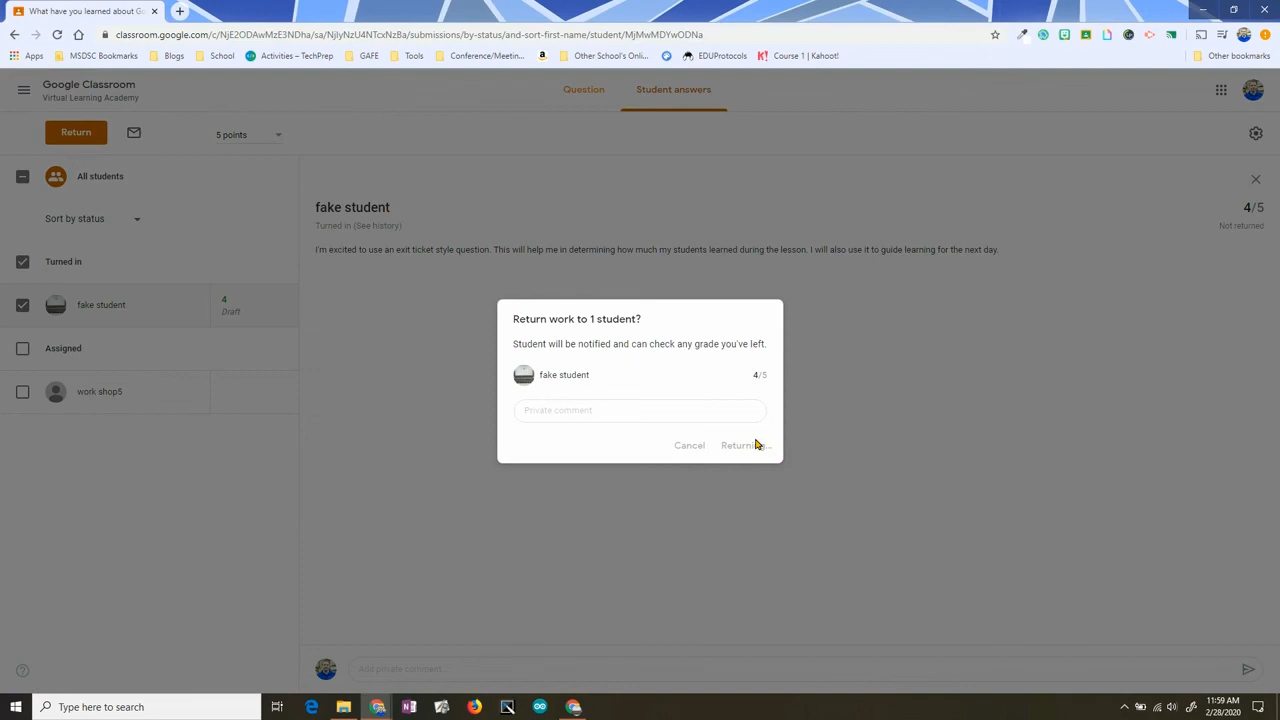 What have you learned about Go
classroom.google.com/c/NjE2ODAwMzE3NDha/sa/NjIyNzU4NTcxNzBa/submissions/by-status/and-sort-first-name/student/MjMwMDYwODNa
Apps MSDSC Bookmarks Blogs School Activities – TechPrep GAFE Tools Conference/Meetin... Other School's Onli... EDUProtocols Course 1 | Kahoot! Other bookmarks
Google Classroom
Virtual Learning Academy
Question Student answers
Return 5 points
All students
Sort by status
Turned in
fake student 4
Draft
Assigned
work shop5
fake student 4/5
Turned in (See history) Not returned
I'm excited to use an exit ticket style question. This will help me in determining how much my students learned during the lesson. I will also use it to guide learning for the next day.
Return work to 1 student?
Student will be notified and can check any grade you've left.
fake student 4/5
Private comment
Cancel Returning...
Add private comment...
Type here to search
11:59 AM
2/28/2020